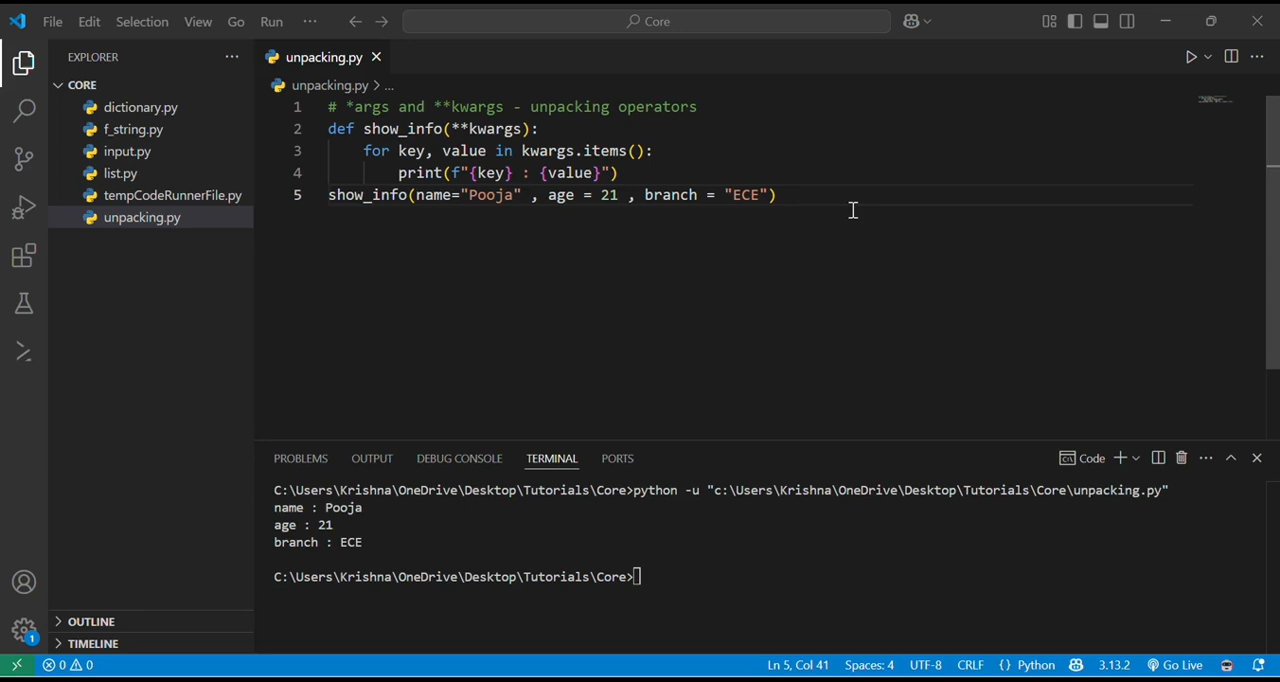 File Edit Selection View Go Run ··· Core
EXPLORER ···
CORE
dictionary.py
f_string.py
input.py
list.py
tempCodeRunnerFile.py
unpacking.py
OUTLINE
TIMELINE
unpacking.py
unpacking.py > ...
1 # *args and **kwargs - unpacking operators
2 def show_info(**kwargs):
3 for key, value in kwargs.items():
4 print(f"{key} : {value}")
5 show_info(name="Pooja" , age = 21 , branch = "ECE")
PROBLEMS OUTPUT DEBUG CONSOLE TERMINAL PORTS Code
C:\Users\Krishna\OneDrive\Desktop\Tutorials\Core>python -u "c:\Users\Krishna\OneDrive\Desktop\Tutorials\Core\unpacking.py"
name : Pooja
age : 21
branch : ECE
C:\Users\Krishna\OneDrive\Desktop\Tutorials\Core>
1
0 0 Ln 5, Col 41 Spaces: 4 UTF-8 CRLF {} Python 3.13.2 Go Live